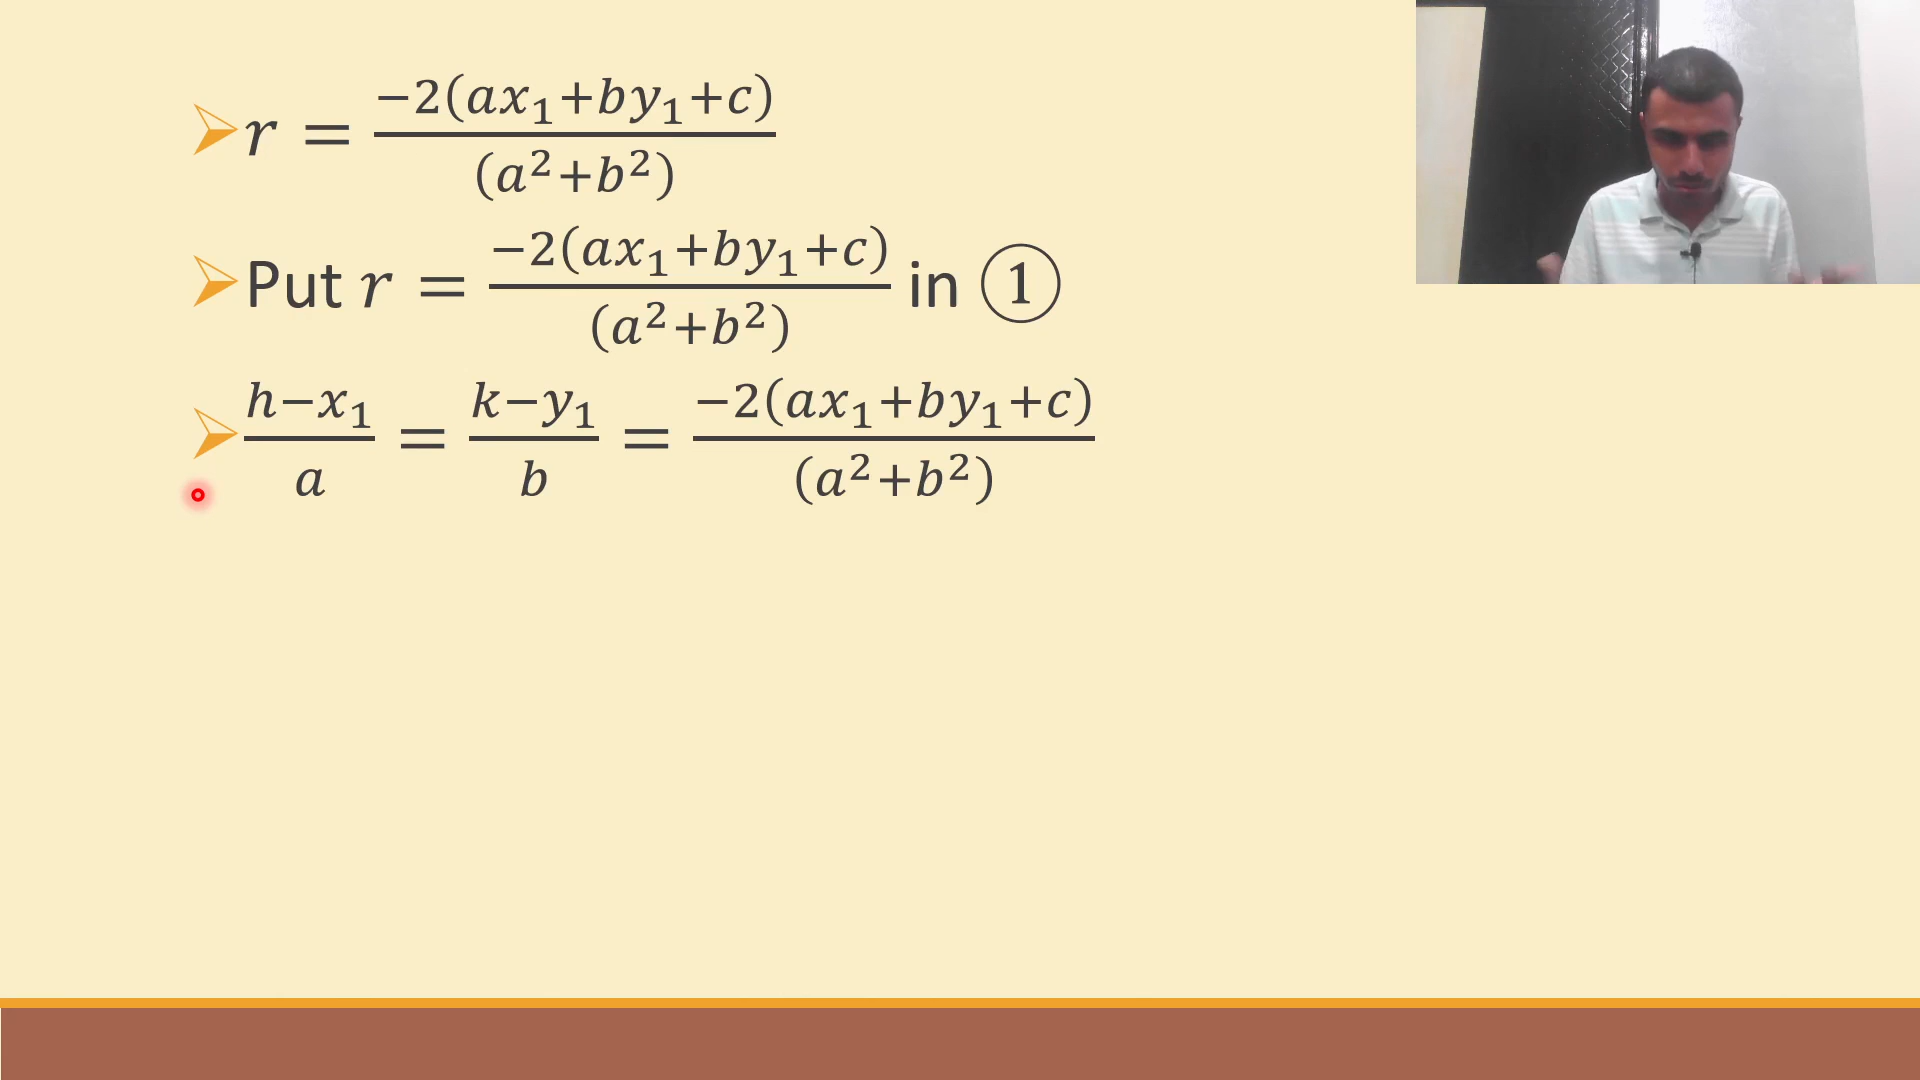 r = −2(ax₁+by₁+c)/(a²+b²)
Put r = −2(ax₁+by₁+c)/(a²+b²) in ①
h−x₁/a = k−y₁/b = −2(ax₁+by₁+c)/(a²+b²)